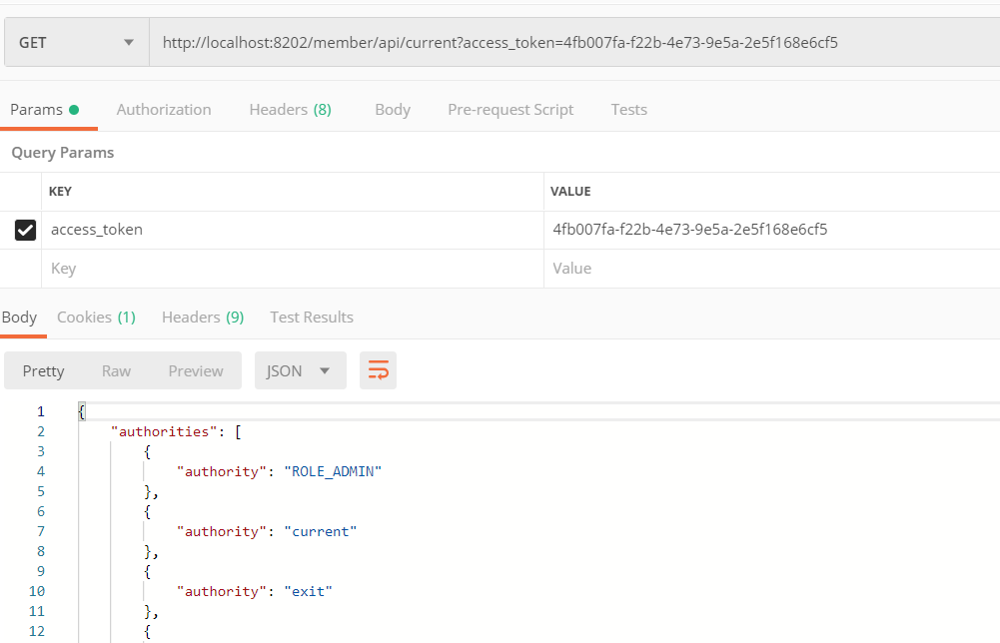 GET http://localhost:8202/member/api/current?access_token=4fb007fa-f22b-4e73-9e5a-2e5f168e6cf5
Params Authorization Headers (8) Body Pre-request Script Tests
Query Params
KEY VALUE
access_token 4fb007fa-f22b-4e73-9e5a-2e5f168e6cf5
Key Value
Body Cookies (1) Headers (9) Test Results
Pretty Raw Preview JSON
1 {
2 "authorities": [
3 {
4 "authority": "ROLE_ADMIN"
5 },
6 {
7 "authority": "current"
8 },
9 {
10 "authority": "exit"
11 },
12 {